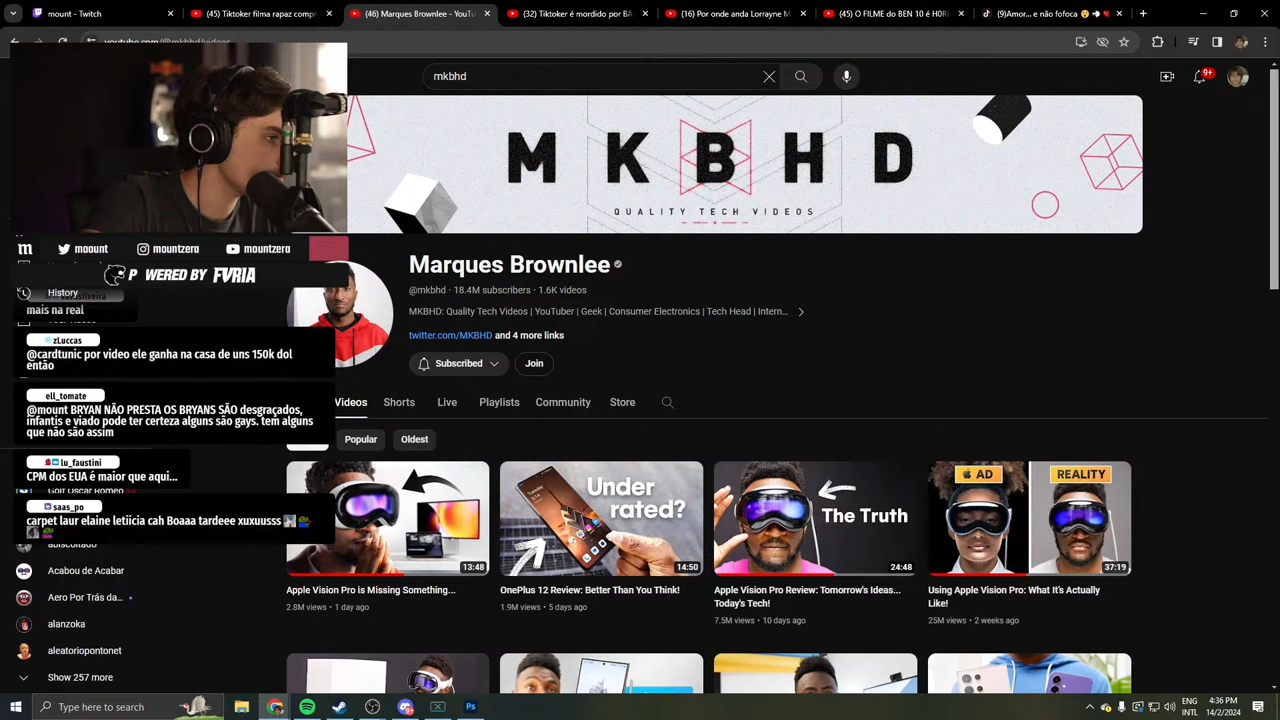 mount - Twitch
(45) Tiktoker filma rapaz compr
(46) Marques Brownlee - YouTu
(32) Tiktoker é mordido por BA
(16) Por onde anda Lorrayne M
(45) O FILME do BEN 10 é H0RF
(9)Amor... e não fofoca
youtube.com/@mkbhd/videos
mkbhd
9+
MKBHD
QUALITY TECH VIDEOS
moount
mountzera
mountzera
P WERED BY FURIA
Marques Brownlee
@mkbhd · 18.4M subscribers · 1.6K videos
MKBHD: Quality Tech Videos | YouTuber | Geek | Consumer Electronics | Tech Head | Intern...
twitter.com/MKBHD and 4 more links
Subscribed
Join
History
mais na real
zLuccas
@cardtunic por video ele ganha na casa de uns 150k dol
então
ell_tomate
@mount BRYAN NÃO PRESTA OS BRYANS SÃO desgraçados,
infantis e viado pode ter certeza alguns são gays. tem alguns
que não são assim
lu_faustini
CPM dos EUA é maior que aqui...
saas_po
carpet laur elaine letiicia cah Boaaa tardeee xuxuusss
Videos
Shorts
Live
Playlists
Community
Store
Popular
Oldest
Under
rated?
The Truth
AD
REALITY
13:48
14:50
24:48
37:19
Apple Vision Pro is Missing Something...
2.8M views · 1 day ago
OnePlus 12 Review: Better Than You Think!
1.9M views · 5 days ago
Apple Vision Pro Review: Tomorrow's Ideas...
Today's Tech!
7.5M views · 10 days ago
Using Apple Vision Pro: What It's Actually
Like!
25M views · 2 weeks ago
Acabou de Acabar
Aero Por Trás da...
alanzoka
aleatoriopontonet
Show 257 more
Type here to search
ENG
INTL
4:36 PM
14/2/2024